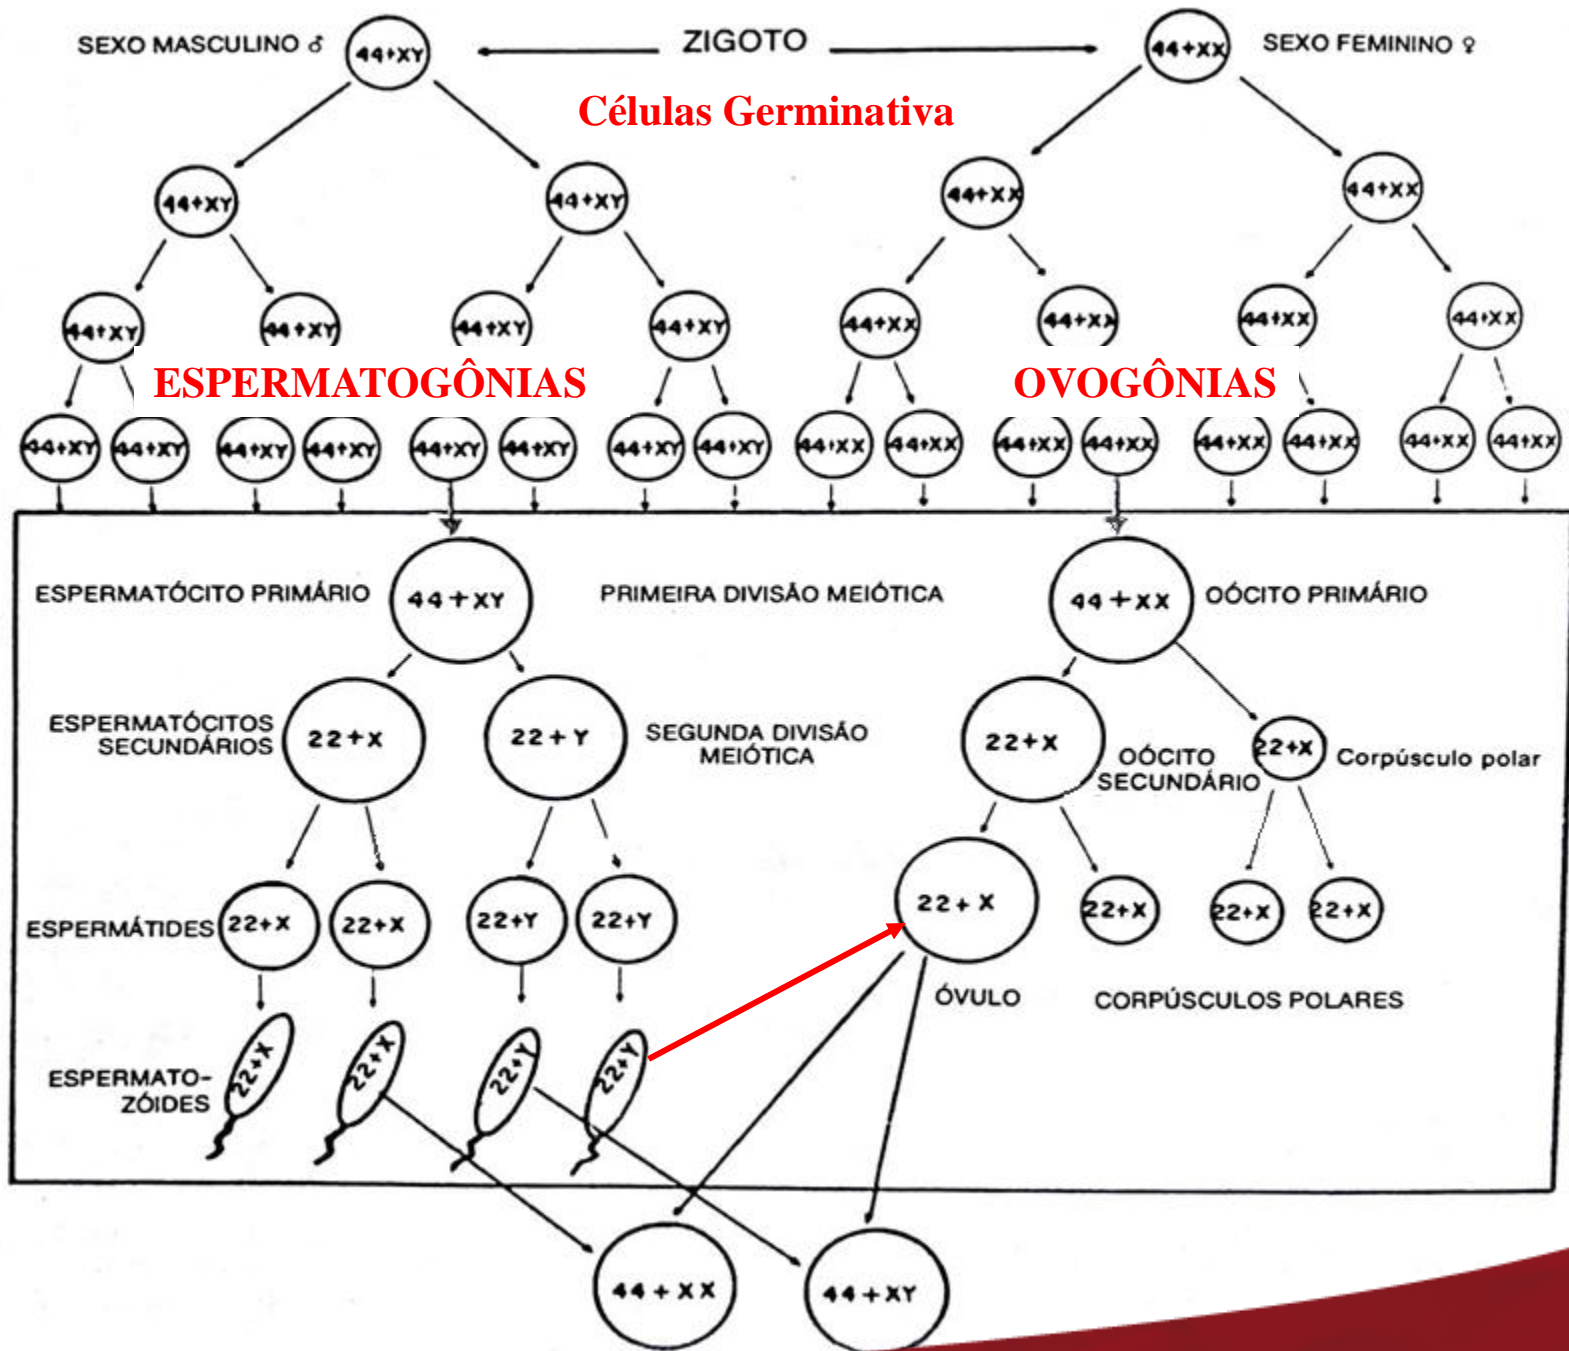 SEXO MASCULINO ♂
44+XY
ZIGOTO
44+XX
SEXO FEMININO ♀
Células Germinativa
44+XY
44+XY
44+XX
44+XX
44+XY
44+XY
44+XY
44+XY
44+XX
44+XX
44+XX
44+XX
ESPERMATOGÔNIAS
OVOGÔNIAS
44+XY
44+XY
44+XY
44+XY
44+XY
44+XY
44+XY
44+XY
44+XX
44+XX
44+XX
44+XX
44+XX
44+XX
44+XX
44+XX
ESPERMATÓCITO PRIMÁRIO
44+XY
PRIMEIRA DIVISÃO MEIÓTICA
44+XX
OÓCITO PRIMÁRIO
ESPERMATÓCITOS
SECUNDÁRIOS
22+X
22+Y
SEGUNDA DIVISÃO
MEIÓTICA
22+X
OÓCITO
SECUNDÁRIO
22+X
Corpúsculo polar
ESPERMÁTIDES
22+X
22+X
22+Y
22+Y
22+X
22+X
22+X
22+X
ÓVULO
CORPÚSCULOS POLARES
ESPERMATO-
ZÓIDES
22+X
22+X
22+Y
22+Y
44+XX
44+XY